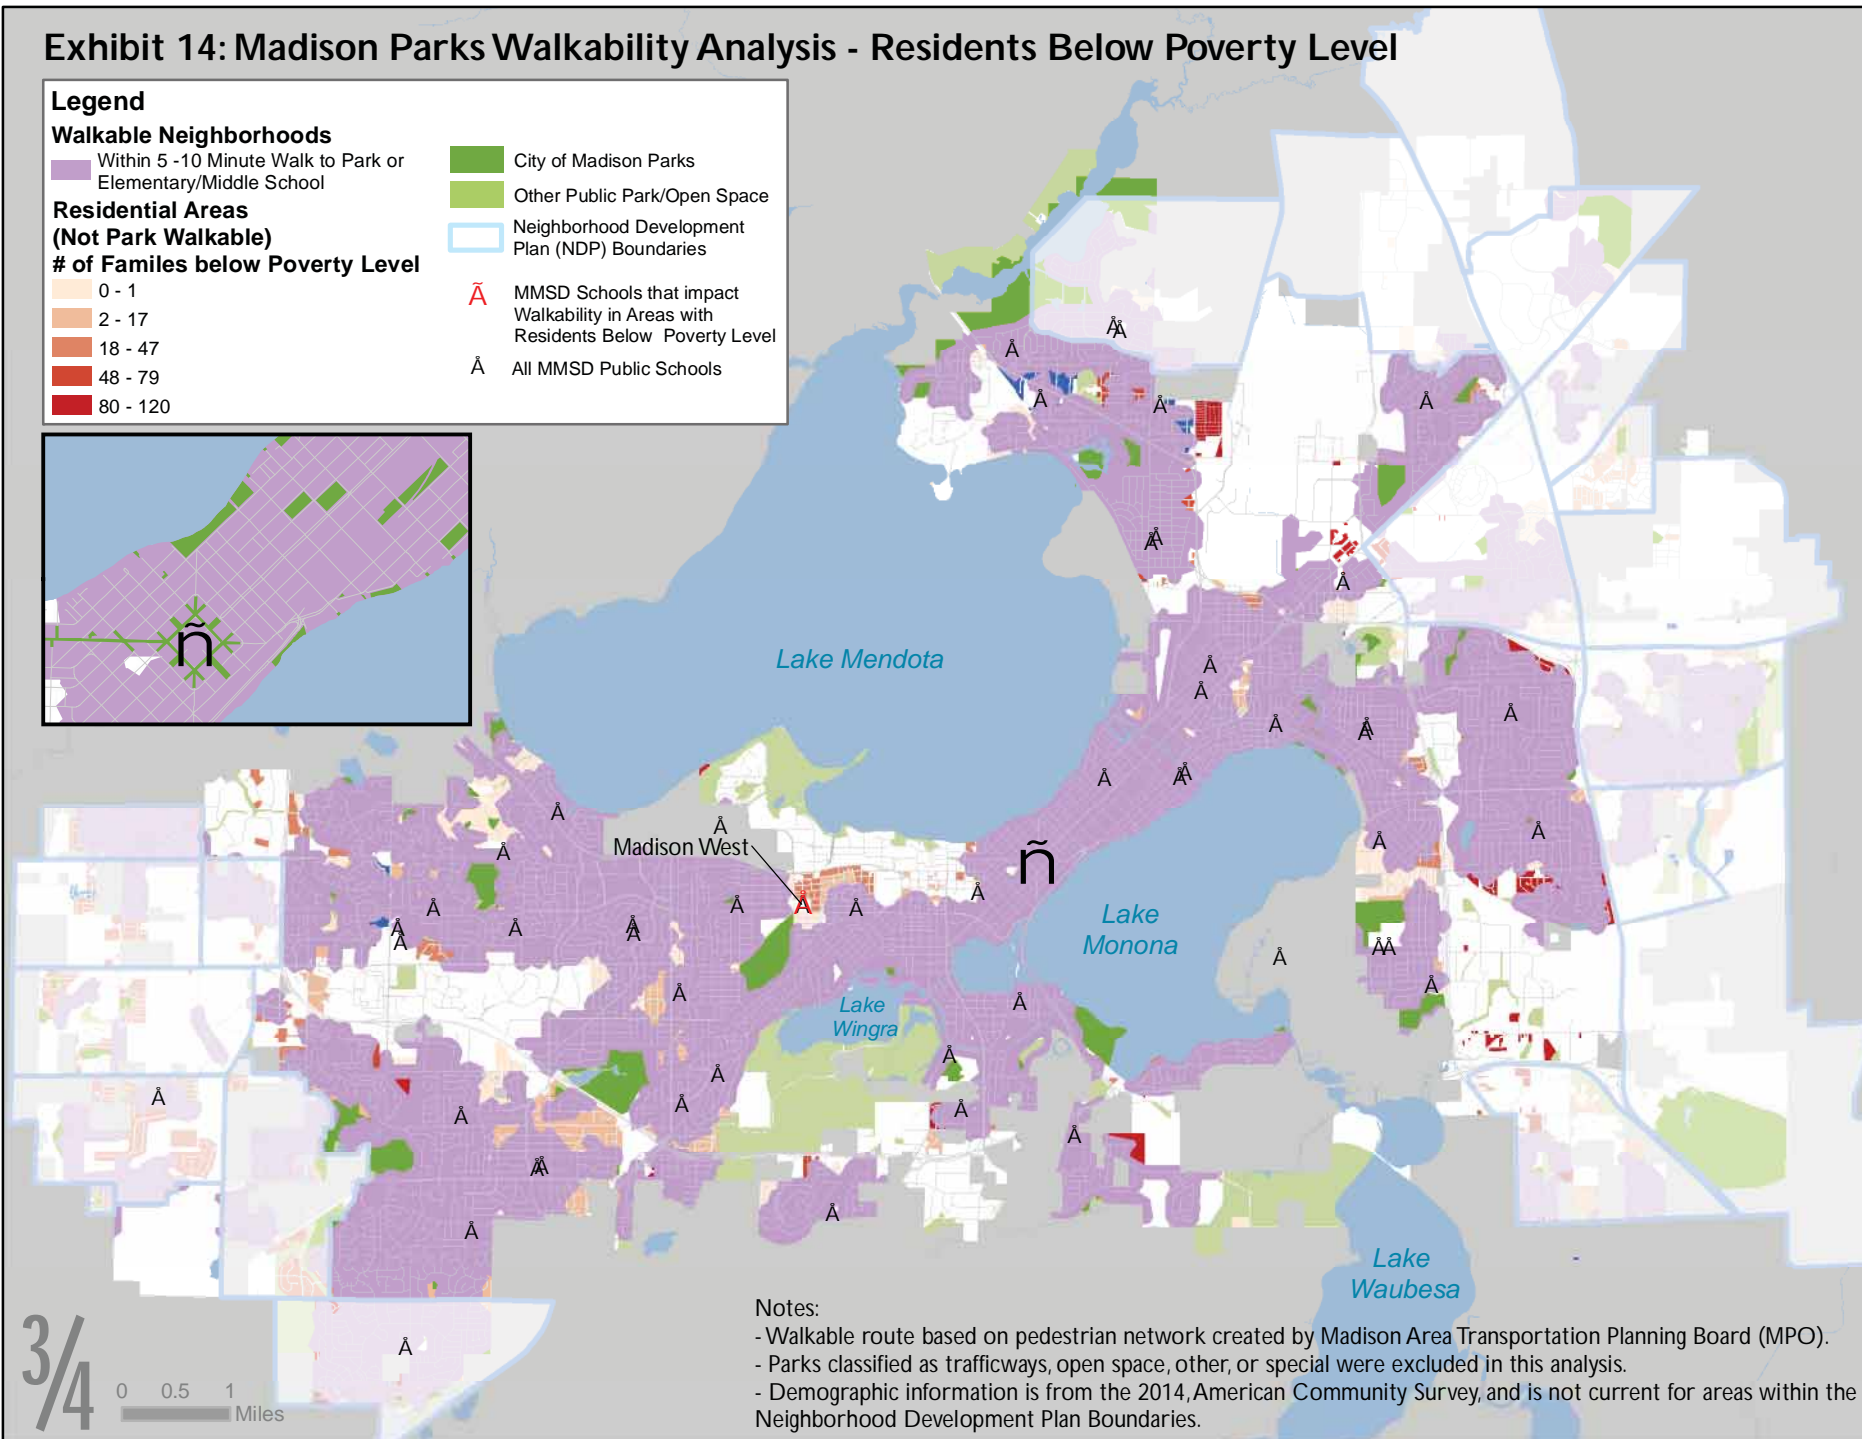 Exhibit 14: Madison Parks Walkability Analysis - Residents Below Poverty Level
Legend
Walkable Neighborhoods
Within 5 -10 Minute Walk to Park or
Elementary/Middle School
Residential Areas
(Not Park Walkable)
# of Familes below Poverty Level
0 - 1
2 - 17
18 - 47
48 - 79
80 - 120
City of Madison Parks
Other Public Park/Open Space
Neighborhood Development
Plan (NDP) Boundaries
Ã MMSD Schools that impact
Walkability in Areas with
Residents Below Poverty Level
Å All MMSD Public Schools
ñ
Lake Mendota
Madison West
ñ
Lake
Monona
Lake
Wingra
Lake
Waubesa
3/4
0 0.5 1
Miles
Notes:
- Walkable route based on pedestrian network created by Madison Area Transportation Planning Board (MPO).
- Parks classified as trafficways, open space, other, or special were excluded in this analysis.
- Demographic information is from the 2014, American Community Survey, and is not current for areas within the
Neighborhood Development Plan Boundaries.